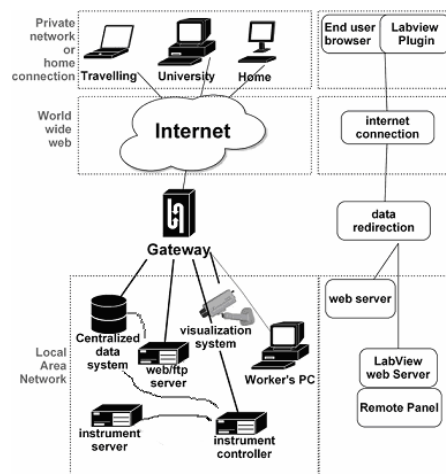 Private
network
or
home
connection
Travelling
University
Home
End user
browser
Labview
Plugin
World
wide
web
Internet
internet
connection
Gateway
data
redirection
Local
Area
Network
Centralized
data
system
web/ftp
server
visualization
system
Worker's PC
instrument
server
instrument
controller
web server
LabView
web Server
Remote Panel